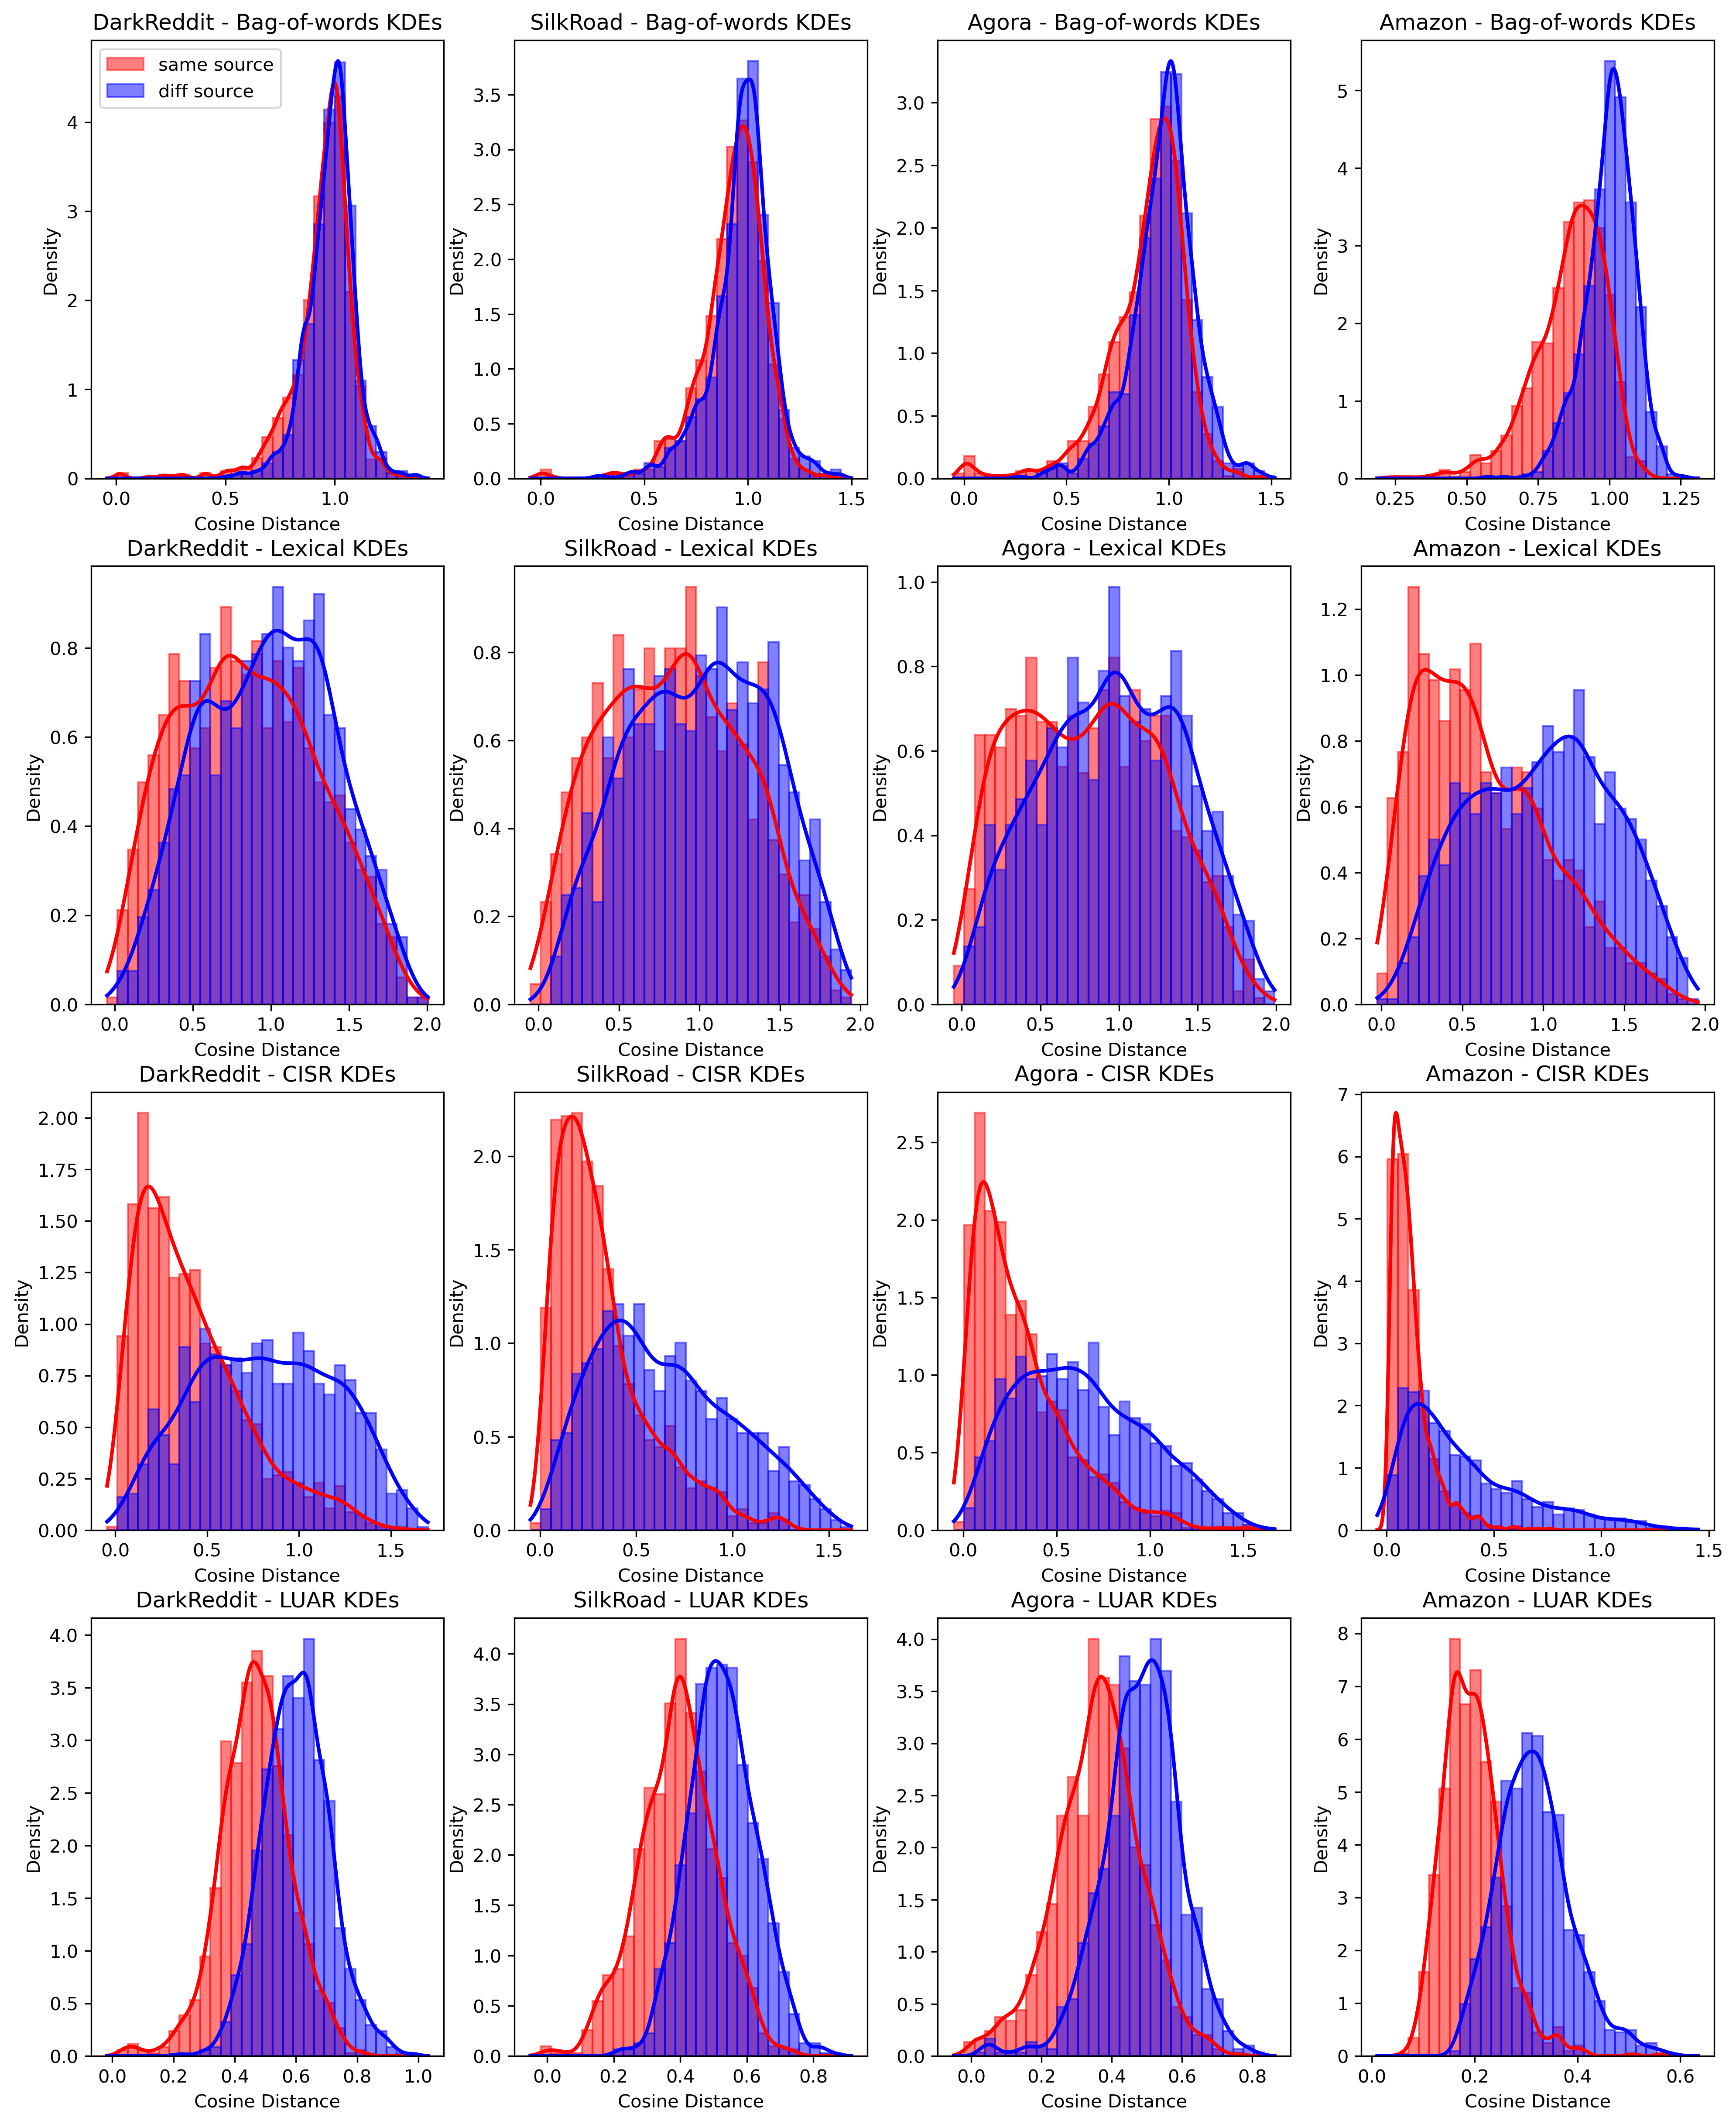 DarkReddit - Bag-of-words KDEs
same source
diff source
4
3
2
1
0
0.0 0.5 1.0
Density
Cosine Distance
SilkRoad - Bag-of-words KDEs
3.5
3.0
2.5
2.0
1.5
1.0
0.5
0.0
0.0 0.5 1.0 1.5
Density
Cosine Distance
Agora - Bag-of-words KDEs
3.0
2.5
2.0
1.5
1.0
0.5
0.0
0.0 0.5 1.0 1.5
Density
Cosine Distance
Amazon - Bag-of-words KDEs
5
4
3
2
1
0
0.25 0.50 0.75 1.00 1.25
Density
Cosine Distance
DarkReddit - Lexical KDEs
0.8
0.6
0.4
0.2
0.0
0.0 0.5 1.0 1.5 2.0
Density
Cosine Distance
SilkRoad - Lexical KDEs
0.8
0.6
0.4
0.2
0.0
0.0 0.5 1.0 1.5 2.0
Density
Cosine Distance
Agora - Lexical KDEs
1.0
0.8
0.6
0.4
0.2
0.0
0.0 0.5 1.0 1.5 2.0
Density
Cosine Distance
Amazon - Lexical KDEs
1.2
1.0
0.8
0.6
0.4
0.2
0.0
0.0 0.5 1.0 1.5 2.0
Density
Cosine Distance
DarkReddit - CISR KDEs
2.00
1.75
1.50
1.25
1.00
0.75
0.50
0.25
0.00
0.0 0.5 1.0 1.5
Density
Cosine Distance
SilkRoad - CISR KDEs
2.0
1.5
1.0
0.5
0.0
0.0 0.5 1.0 1.5
Density
Cosine Distance
Agora - CISR KDEs
2.5
2.0
1.5
1.0
0.5
0.0
0.0 0.5 1.0 1.5
Density
Cosine Distance
Amazon - CISR KDEs
7
6
5
4
3
2
1
0
0.0 0.5 1.0 1.5
Density
Cosine Distance
DarkReddit - LUAR KDEs
4.0
3.5
3.0
2.5
2.0
1.5
1.0
0.5
0.0
0.0 0.2 0.4 0.6 0.8 1.0
Density
Cosine Distance
SilkRoad - LUAR KDEs
4.0
3.5
3.0
2.5
2.0
1.5
1.0
0.5
0.0
0.0 0.2 0.4 0.6 0.8
Density
Cosine Distance
Agora - LUAR KDEs
4.0
3.5
3.0
2.5
2.0
1.5
1.0
0.5
0.0
0.0 0.2 0.4 0.6 0.8
Density
Cosine Distance
Amazon - LUAR KDEs
8
7
6
5
4
3
2
1
0
0.0 0.2 0.4 0.6
Density
Cosine Distance